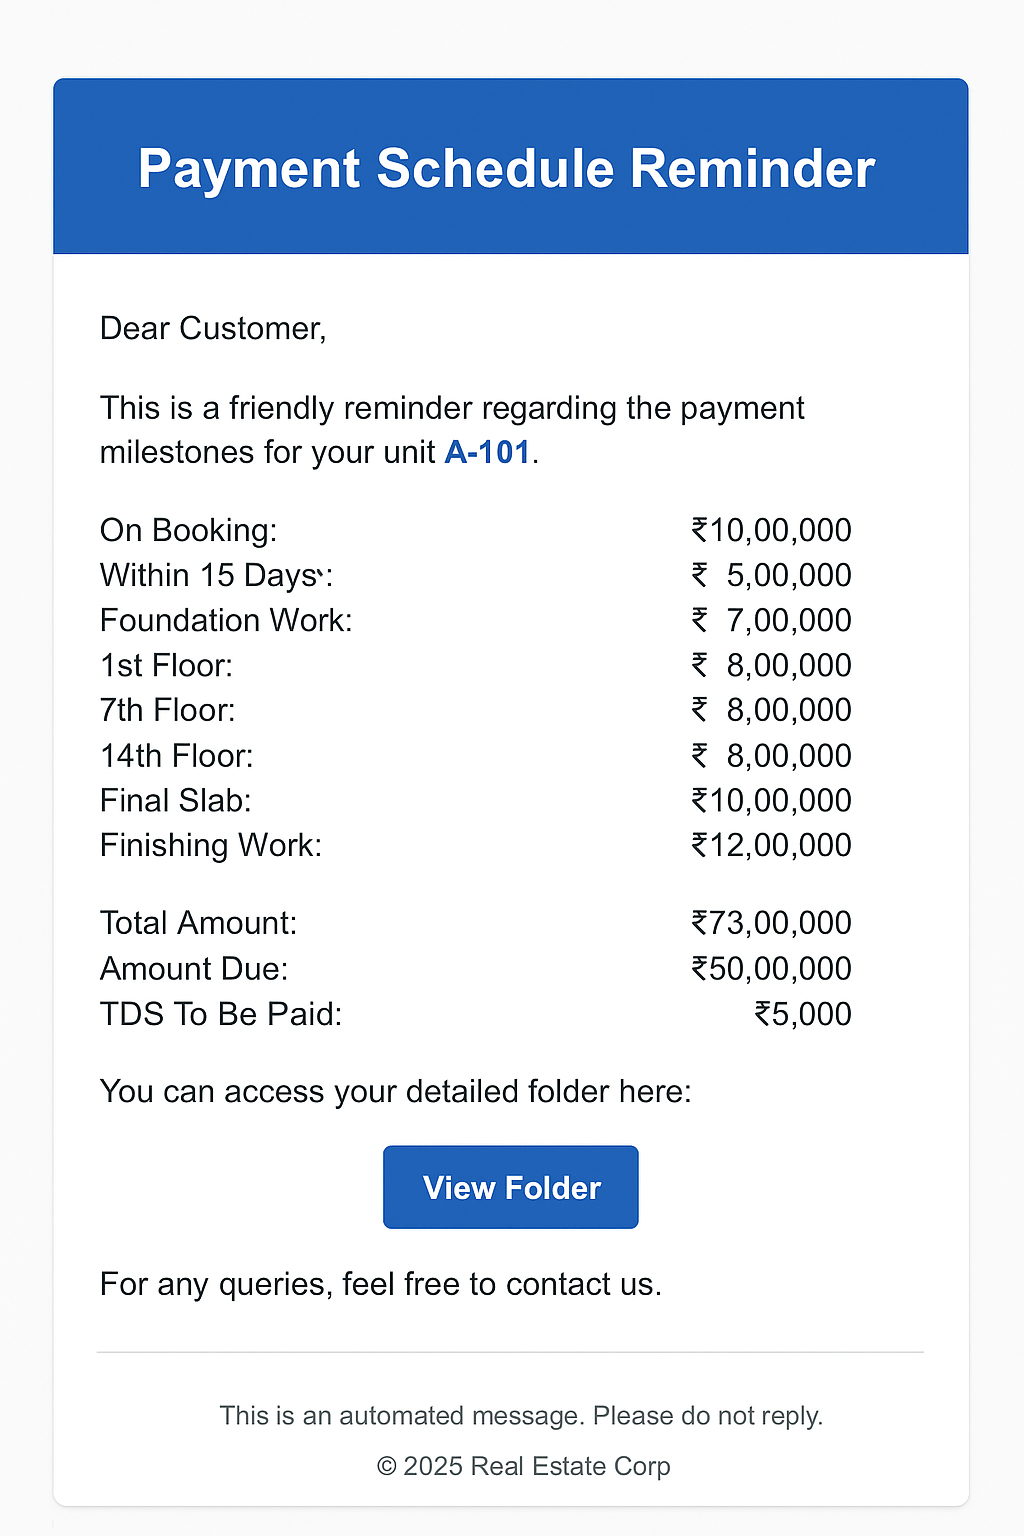 Payment Schedule Reminder
Dear Customer,
This is a friendly reminder regarding the payment
milestones for your unit A-101.
On Booking: ₹10,00,000
Within 15 Days‵: ₹ 5,00,000
Foundation Work: ₹ 7,00,000
1st Floor: ₹ 8,00,000
7th Floor: ₹ 8,00,000
14th Floor: ₹ 8,00,000
Final Slab: ₹10,00,000
Finishing Work: ₹12,00,000
Total Amount: ₹73,00,000
Amount Due: ₹50,00,000
TDS To Be Paid: ₹5,000
You can access your detailed folder here:
View Folder
For any queries, feel free to contact us.
This is an automated message. Please do not reply.
© 2025 Real Estate Corp